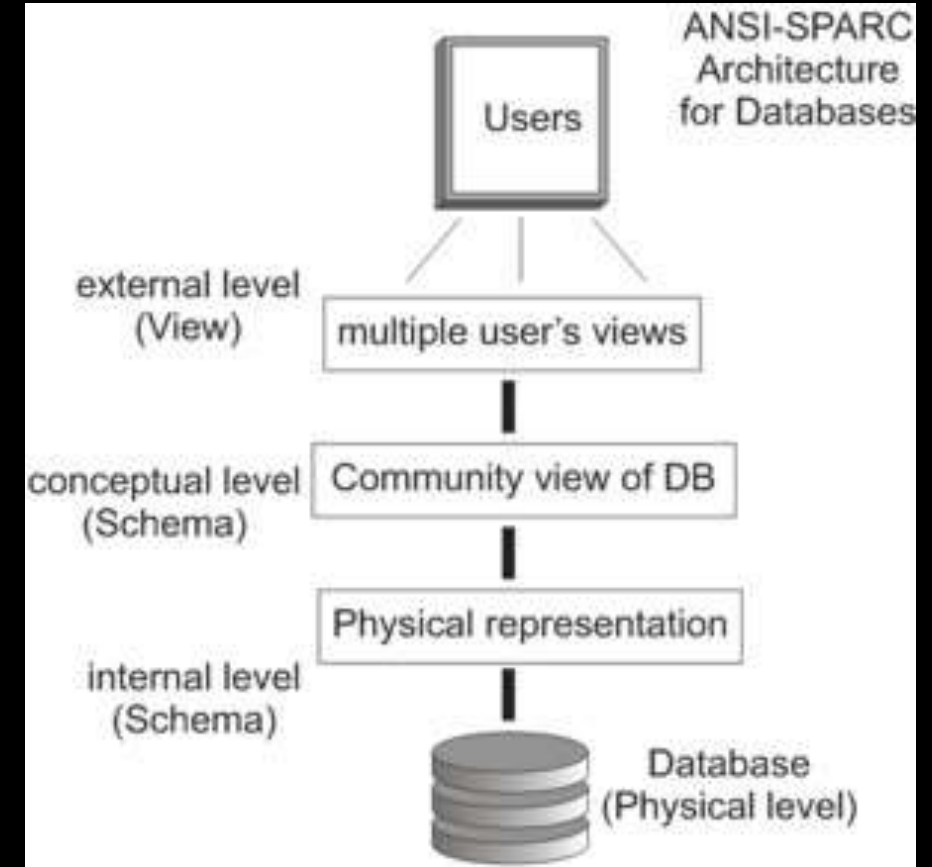 ANSI-SPARC
Architecture
for Databases
Users
external level
(View)
multiple user's views
conceptual level
(Schema)
Community view of DB
Physical representation
internal level
(Schema)
Database
(Physical level)